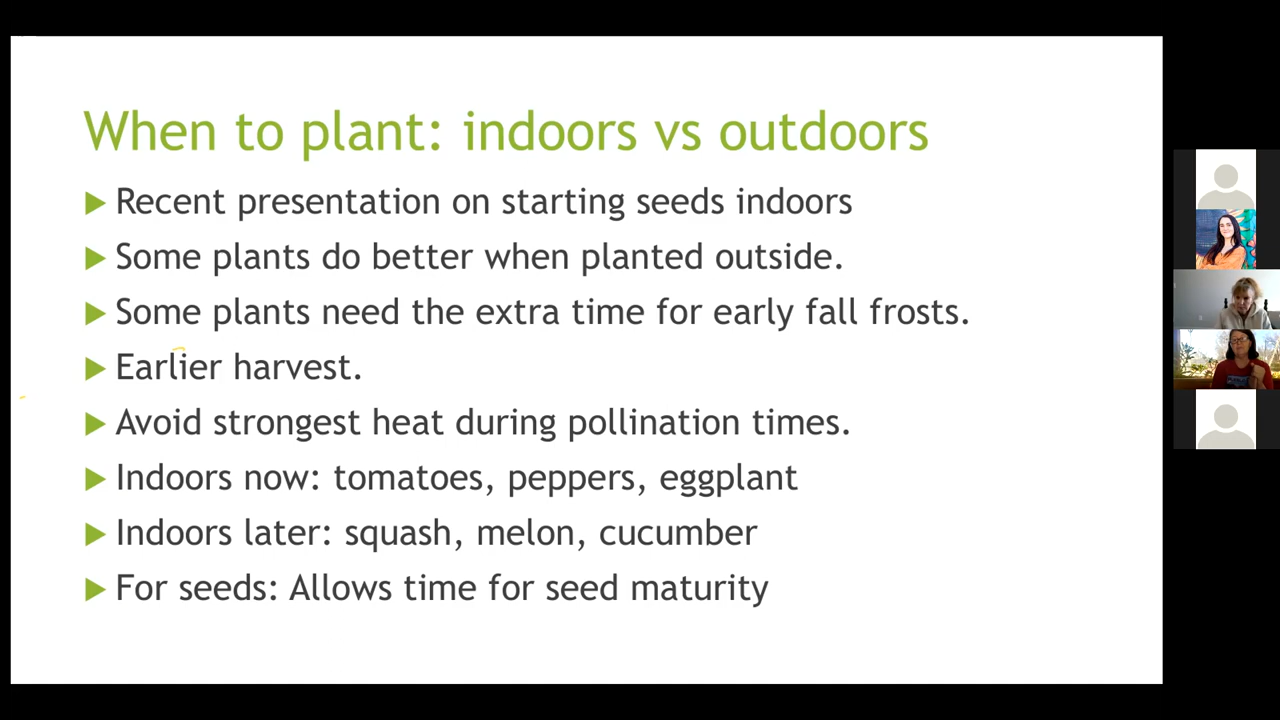 When to plant: indoors vs outdoors
Recent presentation on starting seeds indoors
Some plants do better when planted outside.
Some plants need the extra time for early fall frosts.
Earlier harvest.
Avoid strongest heat during pollination times.
Indoors now: tomatoes, peppers, eggplant
Indoors later: squash, melon, cucumber
For seeds: Allows time for seed maturity